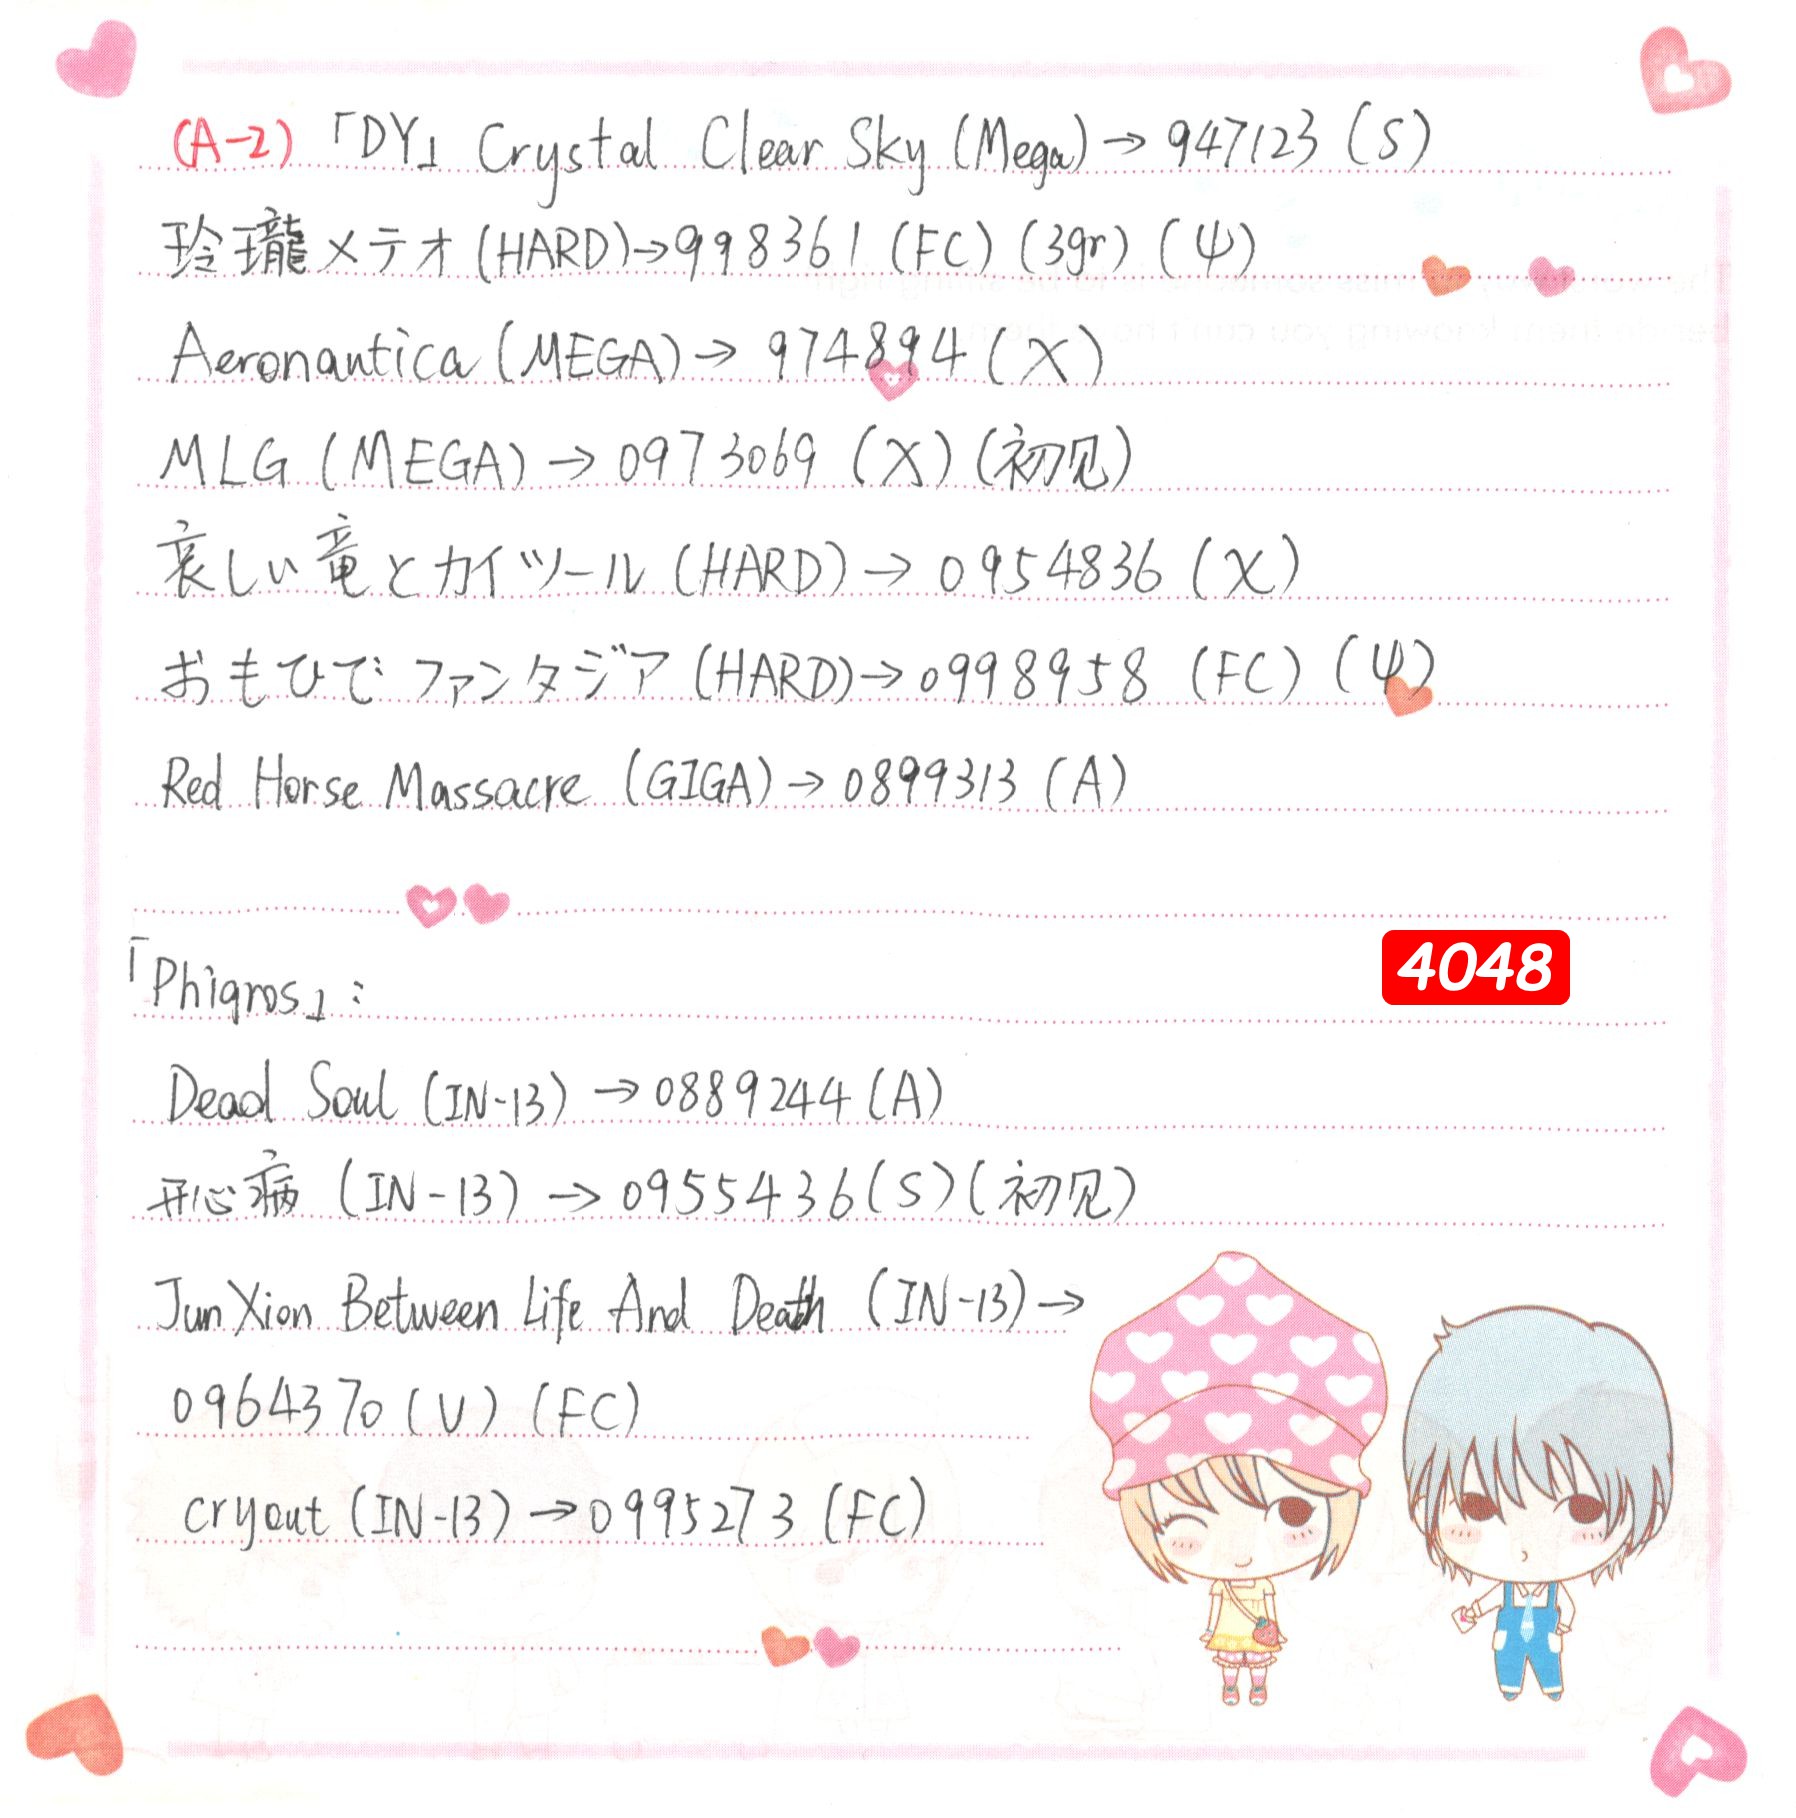 (A-2)「DY」Crystal Clear Sky (Mega) → 947123 (S)
玲瓏メテオ (HARD) → 998361 (FC) (3gr) (ψ)
Aeronautica (MEGA) → 974894 (X)
MLG (MEGA) → 0973069 (X) (初见)
哀しい竜とカイツール (HARD) → 0954836 (X)
おもひでファンタジア (HARD) → 0998958 (FC) (ψ)
Red Horse Massacre (GIGA) → 0899313 (A)
4048
「Phigros」:
Dead Soul (IN-13) → 0889244 (A)
开心病 (IN-13) → 0955436 (S) (初见)
JunXion Between Life And Death (IN-13) →
0964370 (V) (FC)
cryout (IN-13) → 0995273 (FC)